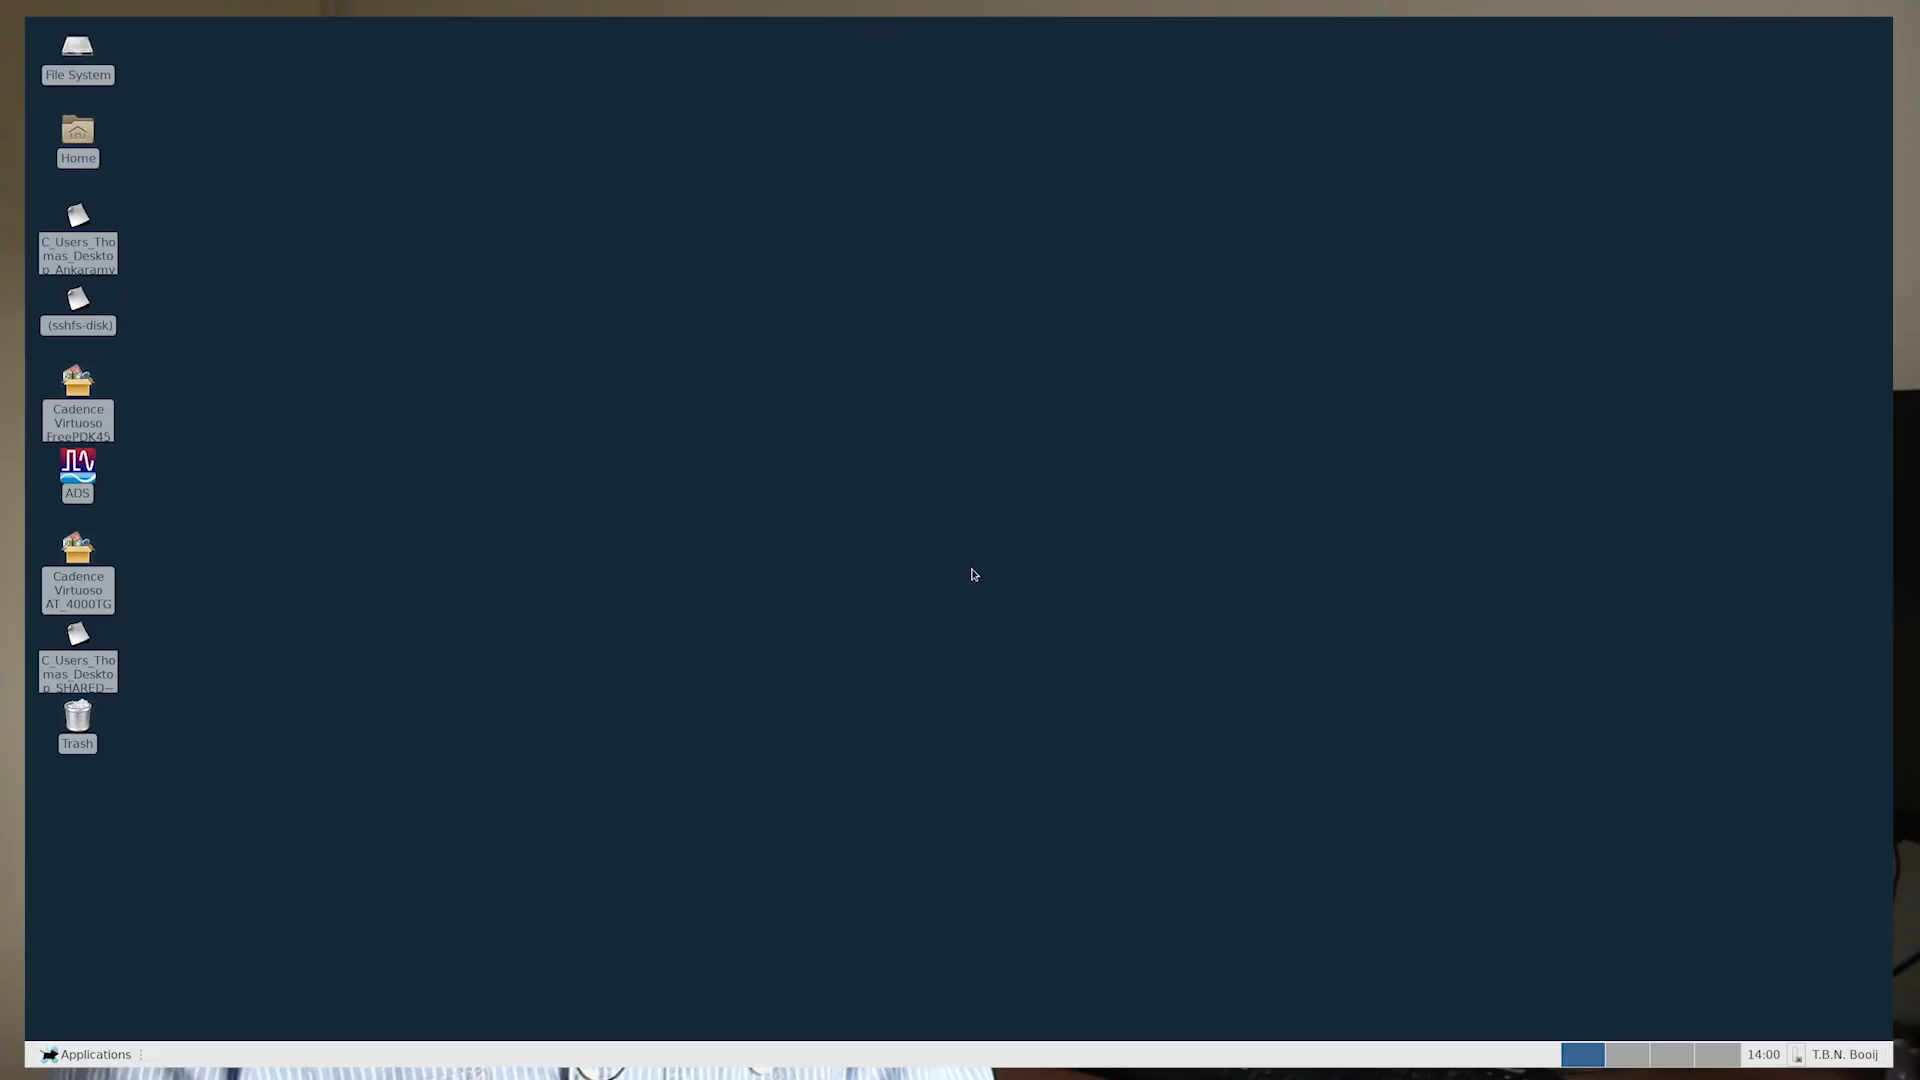 File System
Home
C_Users_Tho
mas_Deskto
p_Ankaramy
(sshfs-disk)
Cadence
Virtuoso
FreePDK45
ADS
Cadence
Virtuoso
AT_4000TG
C_Users_Tho
mas_Deskto
p_SHARED—
Trash
Applications
14:00
T.B.N. Booij